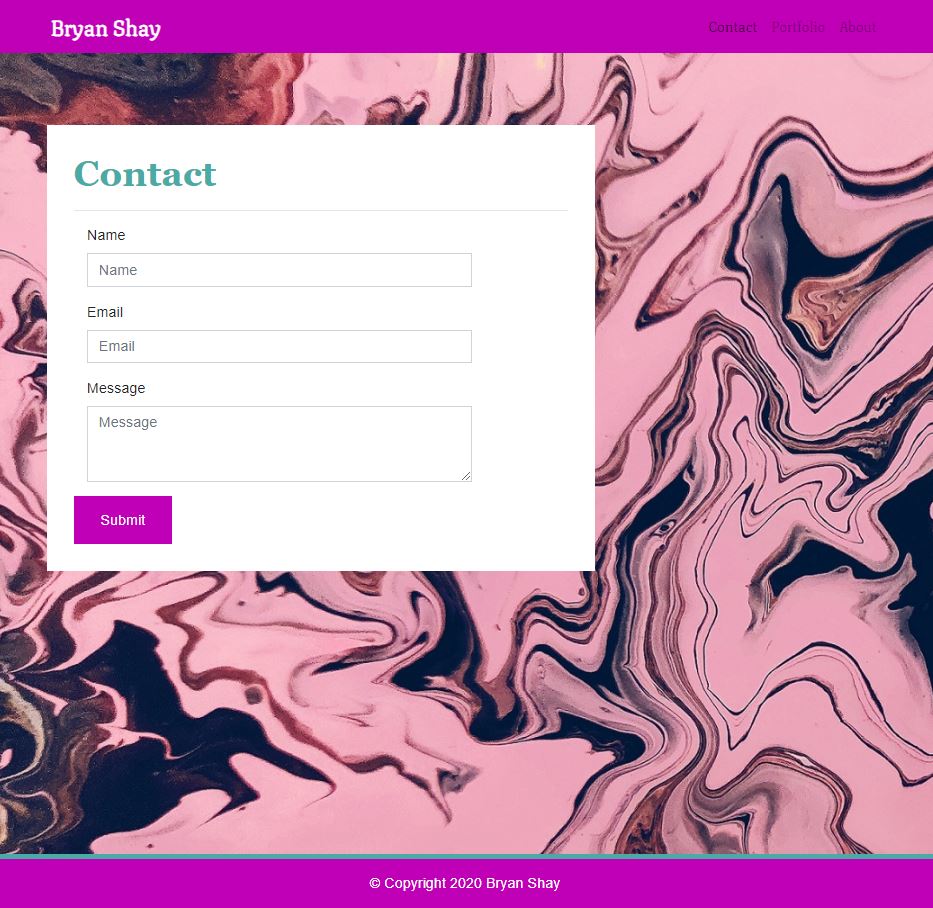 Bryan Shay
Contact Portfolio About
Contact
Name
Name
Email
Email
Message
Message
Submit
© Copyright 2020 Bryan Shay